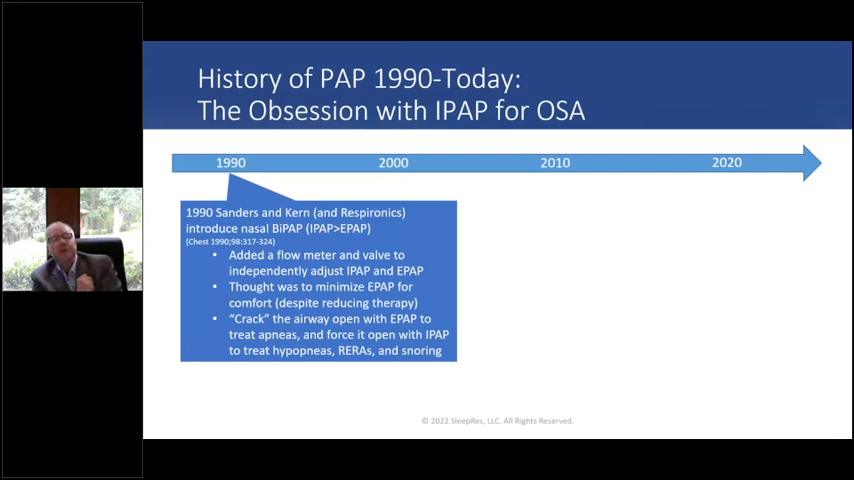 History of PAP 1990-Today:
The Obsession with IPAP for OSA
1990 2000 2010 2020
1990 Sanders and Kern (and Respironics)
introduce nasal BiPAP (IPAP>EPAP)
(Chest 1990;98:317-324)
• Added a flow meter and valve to
independently adjust IPAP and EPAP
• Thought was to minimize EPAP for
comfort (despite reducing therapy)
• “Crack” the airway open with EPAP to
treat apneas, and force it open with IPAP
to treat hypopneas, RERAs, and snoring
© 2022 SleepRes, LLC. All Rights Reserved.